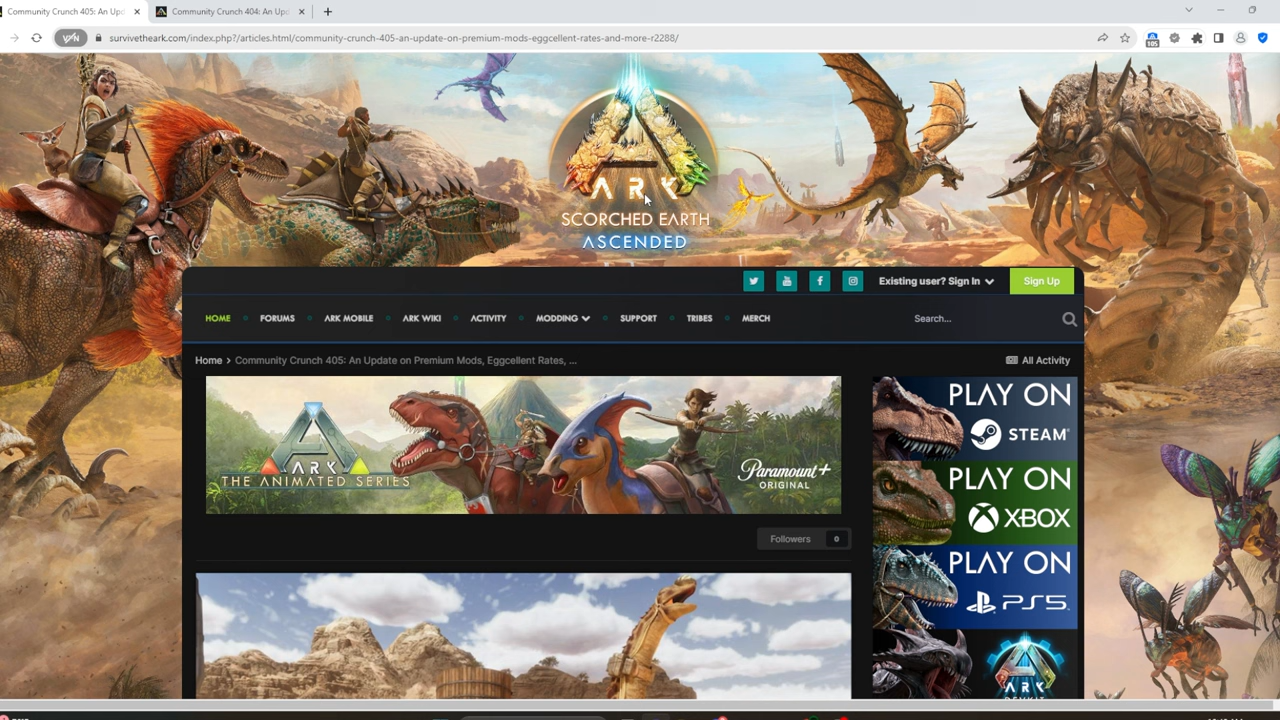 Community Crunch 405: An Upd
Community Crunch 404: An Upd
VPN
survivetheark.com/index.php?/articles.html/community-crunch-405-an-update-on-premium-mods-eggcellent-rates-and-more-r2288/
105
ARK
SCORCHED EARTH
ASCENDED
Existing user? Sign In
Sign Up
HOME
FORUMS
ARK MOBILE
ARK WIKI
ACTIVITY
MODDING
SUPPORT
TRIBES
MERCH
Search...
Home > Community Crunch 405: An Update on Premium Mods, Eggcellent Rates, ...
All Activity
ARK
THE ANIMATED SERIES
Paramount+
ORIGINAL
PLAY ON
STEAM
PLAY ON
XBOX
PLAY ON
PS5
ARK
Followers 0